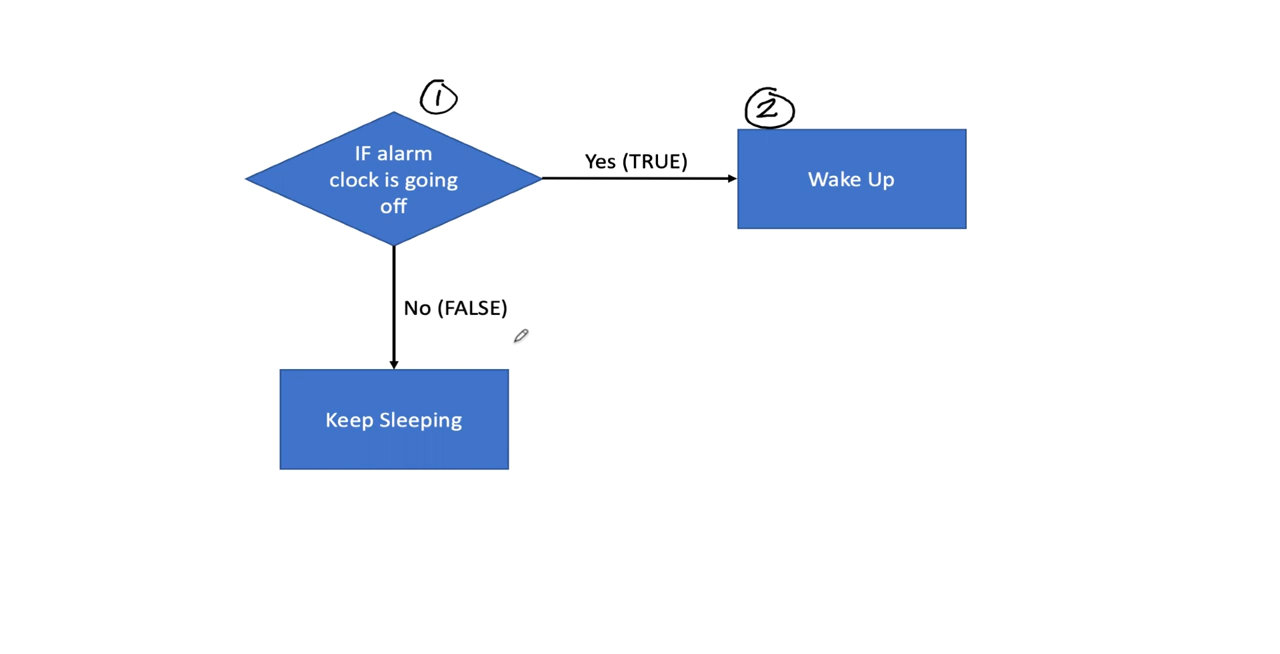 1
2
IF alarm
clock is going
off
Yes (TRUE)
Wake Up
No (FALSE)
Keep Sleeping